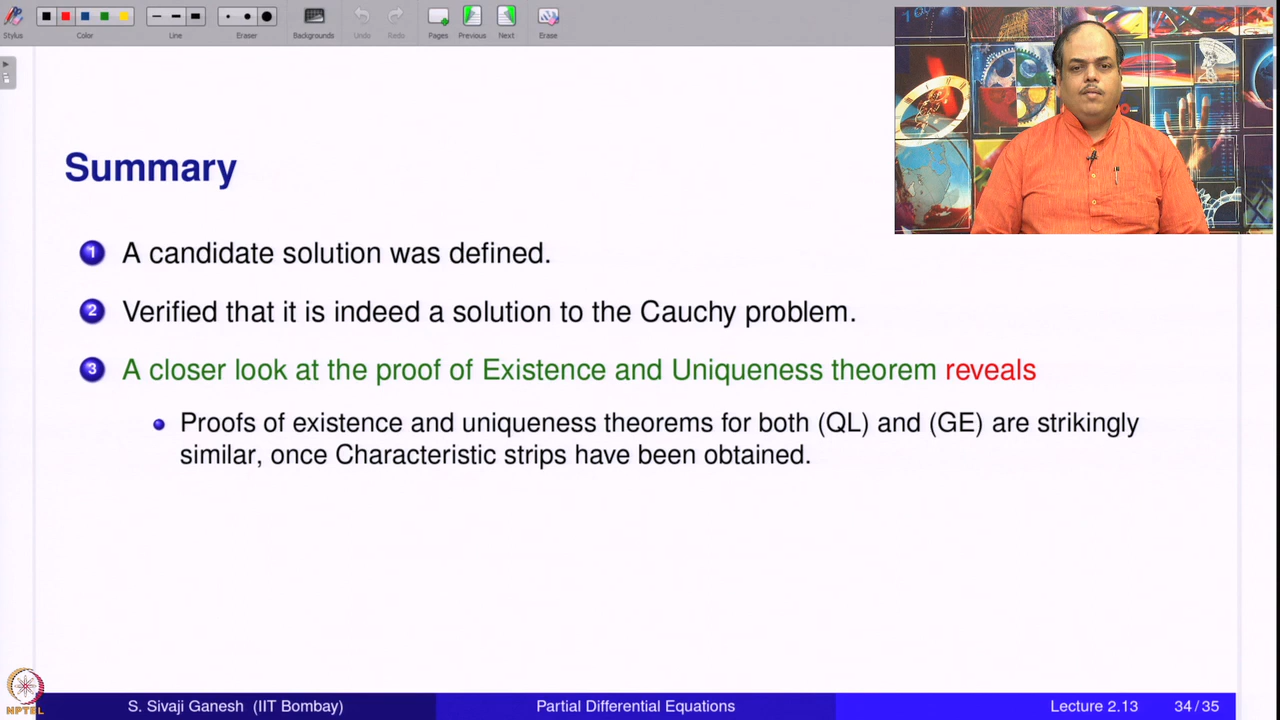 Stylus
Color
Line
Eraser
Backgrounds
Undo
Redo
Pages
Previous
Next
Erase
Summary
1 A candidate solution was defined.
2 Verified that it is indeed a solution to the Cauchy problem.
3 A closer look at the proof of Existence and Uniqueness theorem reveals
Proofs of existence and uniqueness theorems for both (QL) and (GE) are strikingly
similar, once Characteristic strips have been obtained.
NPTEL
S. Sivaji Ganesh (IIT Bombay)
Partial Differential Equations
Lecture 2.13
34/35